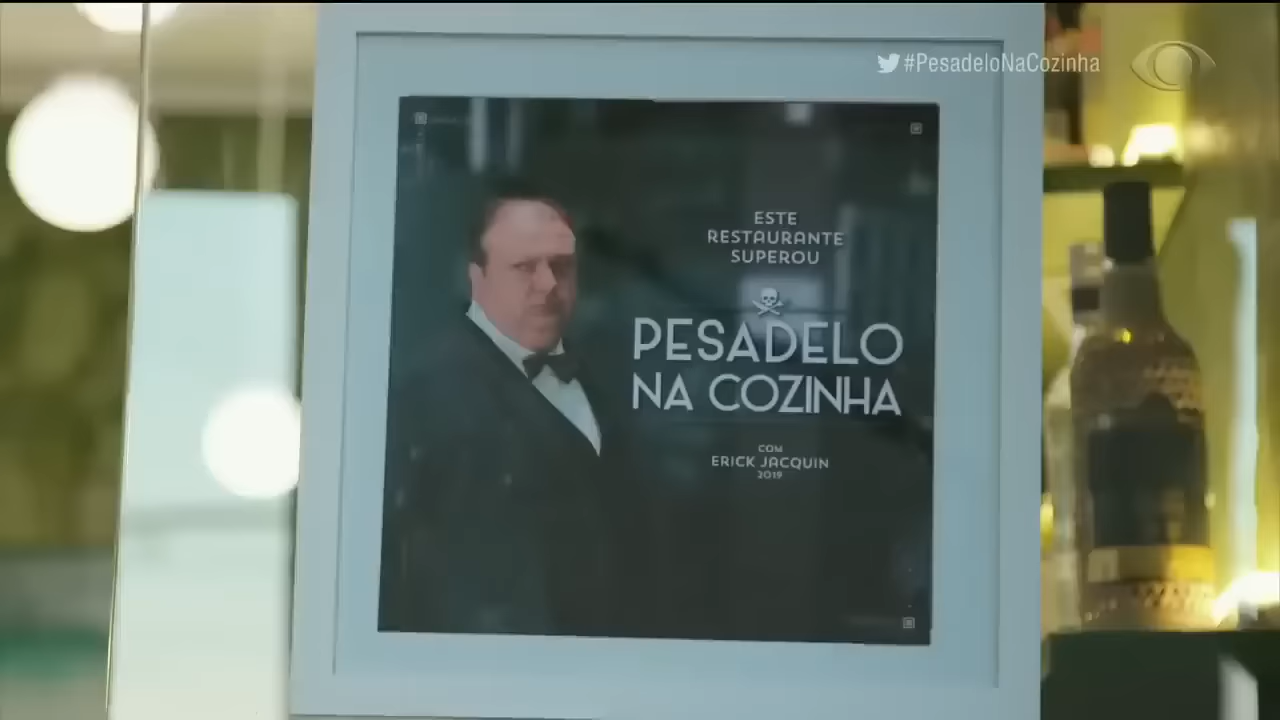 #PesadeloNaCozinha
ESTE
RESTAURANTE
SUPEROU
PESADELO
NA COZINHA
COM
ERICK JACQUIN
2019